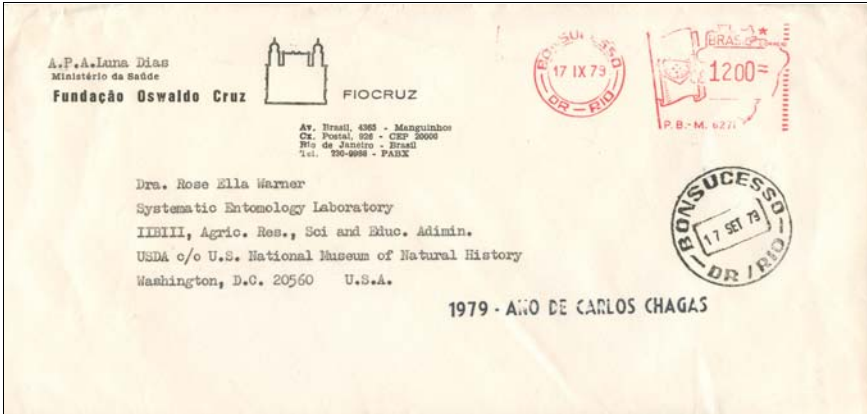 A.P.A.Luna Dias
Ministério da Saúde
Fundação Oswaldo Cruz
FIOCRUZ
Av. Brasil, 4365 - Manguinhos
Cx. Postal, 926 - CEP 20000
Rio de Janeiro - Brasil
Tel. 230-9966 - PABX
BONSUCESSO
17 IX 79
DR - RIO
BRASIL
1200=
P.B.-M. 627
Dra. Rose Ella Warner
Systematic Entomology Laboratory
IIBIII, Agric. Res., Sci and Educ. Adimin.
USDA c/o U.S. National Museum of Natural History
Washington, D.C. 20560 U.S.A.
BONSUCESSO
17 SET 79
DR / RIO
1979 - ANO DE CARLOS CHAGAS